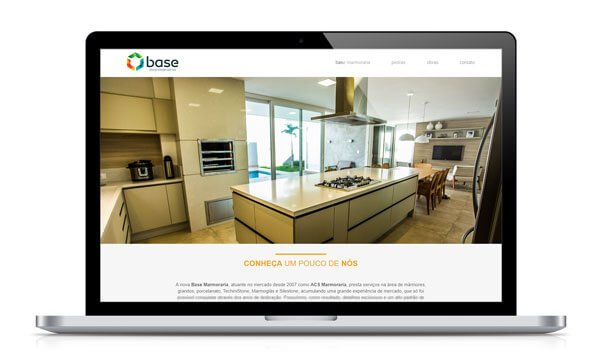 base
base marmoraria pedras obras contato
CONHEÇA UM POUCO DE NÓS
A nova Base Marmoraria, atuante no mercado desde 2007 como ACS Marmoraria, presta serviços na área de mármores,
granitos, porcelanato, TechniStone, Marmoglas e Silestone, acumulando uma grande experiência de mercado, que só foi
possível conquistar através dos anos de dedicação. Possuímos, como resultado, detalhes exclusivos e um alto padrão de